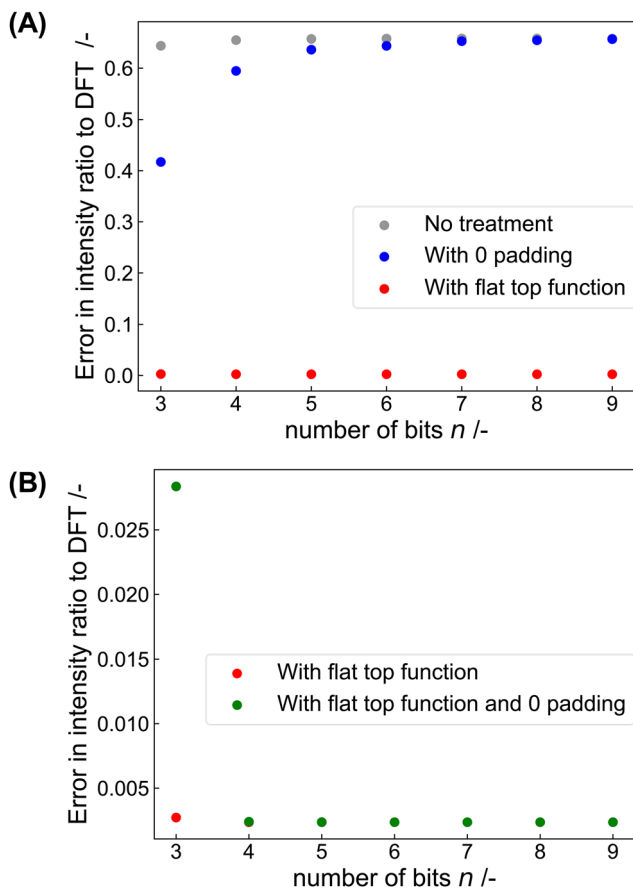 (A)
Error in intensity ratio to DFT /-
0.6
0.5
0.4
0.3
0.2
0.1
0.0
No treatment
With 0 padding
With flat top function
3 4 5 6 7 8 9
number of bits n /-
(B)
Error in intensity ratio to DFT /-
0.025
0.020
0.015
0.010
0.005
With flat top function
With flat top function and 0 padding
3 4 5 6 7 8 9
number of bits n /-